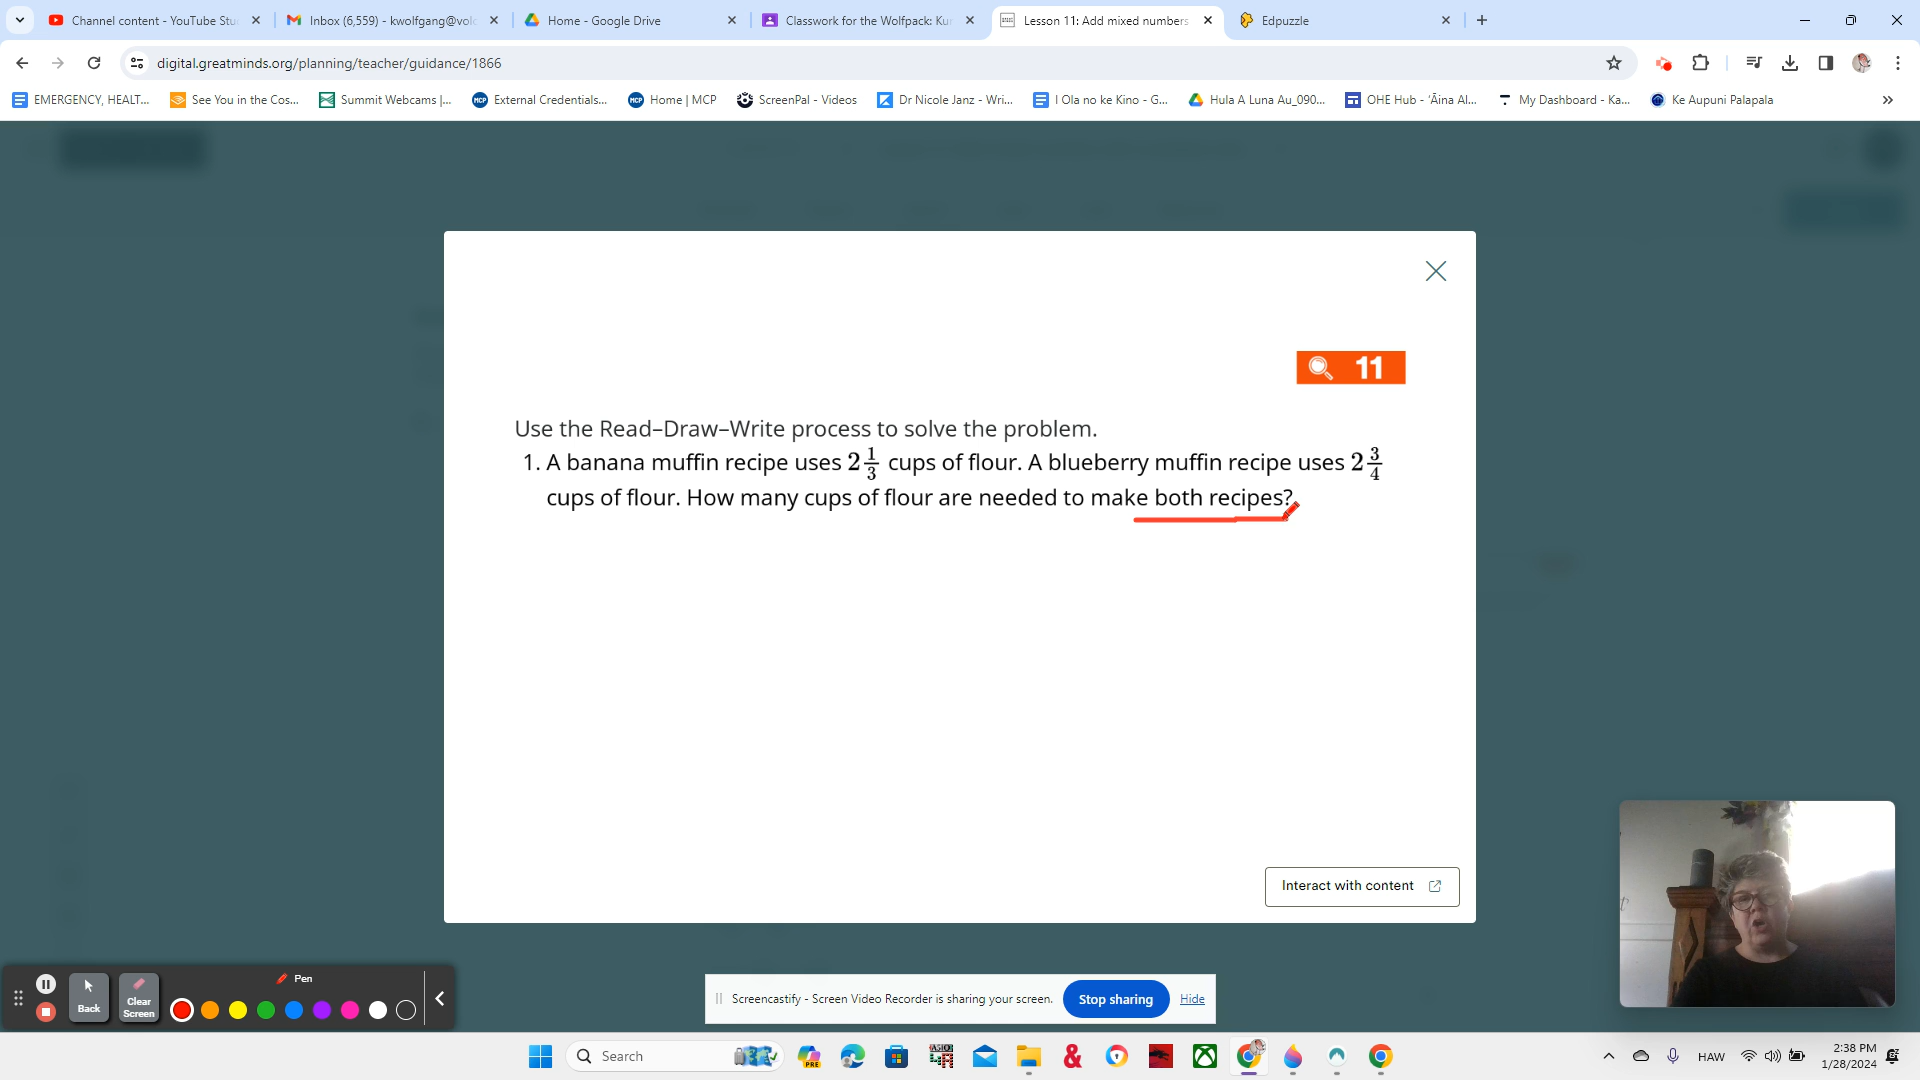 Channel content - YouTube Stu
Inbox (6,559) - kwolfgang@volc
Home - Google Drive
Classwork for the Wolfpack: Kur
Lesson 11: Add mixed numbers
Edpuzzle
digital.greatminds.org/planning/teacher/guidance/1866
EMERGENCY, HEALT...
See You in the Cos...
Summit Webcams |...
MCP
External Credentials...
MCP
Home | MCP
ScreenPal - Videos
Dr Nicole Janz - Wri...
I Ola no ke Kino - G...
Hula A Luna Au_090...
OHE Hub - ʻĀina Al...
My Dashboard - Ka...
Ke Aupuni Palapala
11
Use the Read–Draw–Write process to solve the problem.
1. A banana muffin recipe uses 2 1/3 cups of flour. A blueberry muffin recipe uses 2 3/4
cups of flour. How many cups of flour are needed to make both recipes?
Interact with content
Pen
Back
Clear Screen
Screencastify - Screen Video Recorder is sharing your screen.
Stop sharing
Hide
Search
PRE
HAW
2:38 PM
1/28/2024